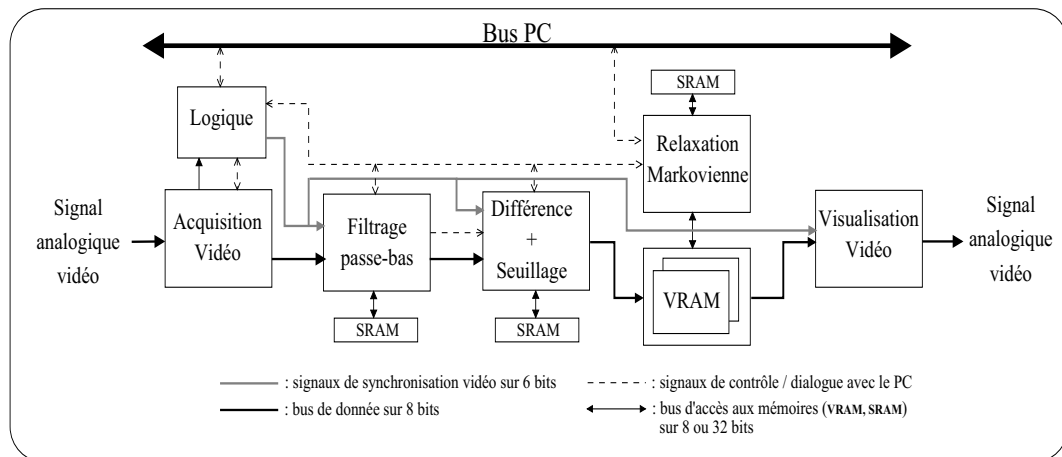 Bus PC
SRAM
Logique
Relaxation
Markovienne
Signal
analogique
vidéo
Acquisition
Vidéo
Filtrage
passe-bas
Différence
+
Seuillage
Visualisation
Vidéo
Signal
analogique
vidéo
VRAM
SRAM
SRAM
: signaux de synchronisation vidéo sur 6 bits
: signaux de contrôle / dialogue avec le PC
: bus de donnée sur 8 bits
: bus d'accès aux mémoires (VRAM, SRAM)
sur 8 ou 32 bits